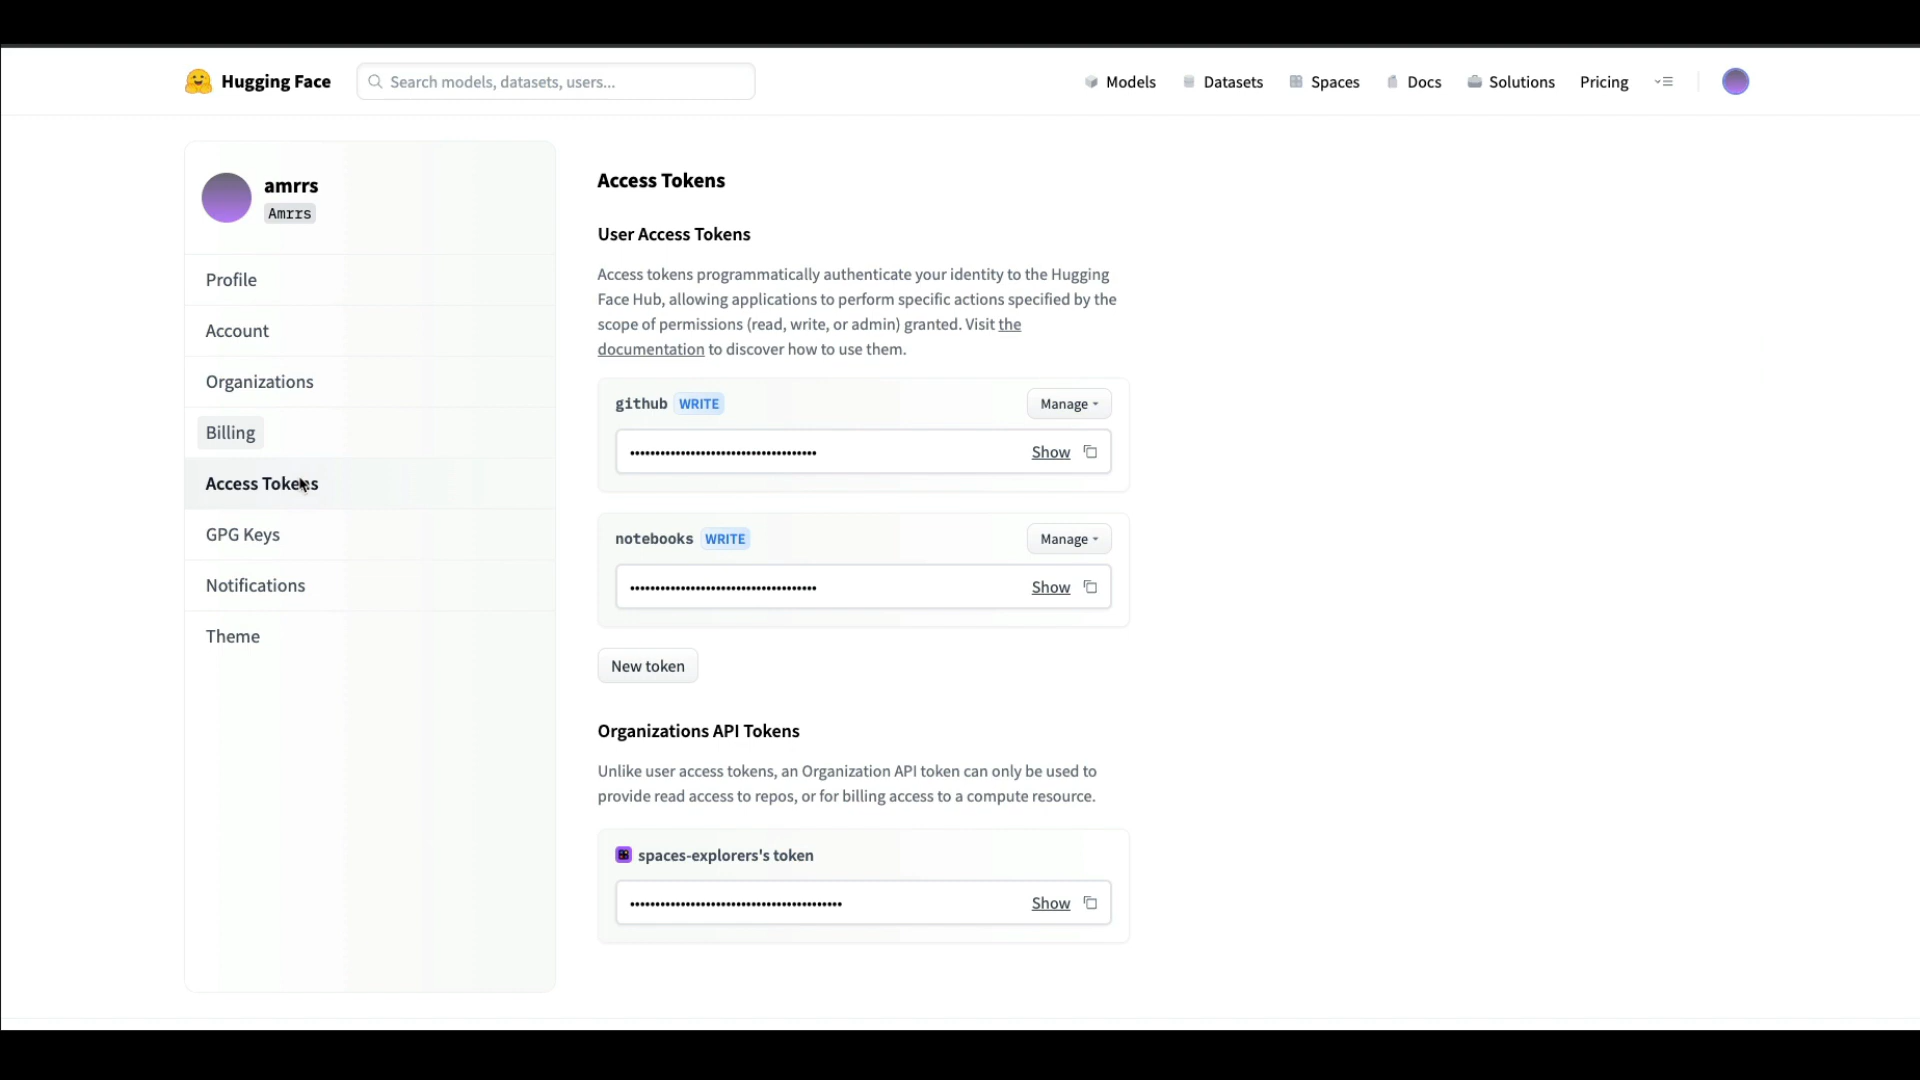 Hugging Face
Search models, datasets, users...
Models
Datasets
Spaces
Docs
Solutions
Pricing
amrrs
Amrrs
Profile
Account
Organizations
Billing
Access Tokens
GPG Keys
Notifications
Theme
Access Tokens
User Access Tokens
Access tokens programmatically authenticate your identity to the Hugging
Face Hub, allowing applications to perform specific actions specified by the
scope of permissions (read, write, or admin) granted. Visit the
documentation to discover how to use them.
github WRITE Manage
Show
notebooks WRITE Manage
Show
New token
Organizations API Tokens
Unlike user access tokens, an Organization API token can only be used to
provide read access to repos, or for billing access to a compute resource.
spaces-explorers's token
Show